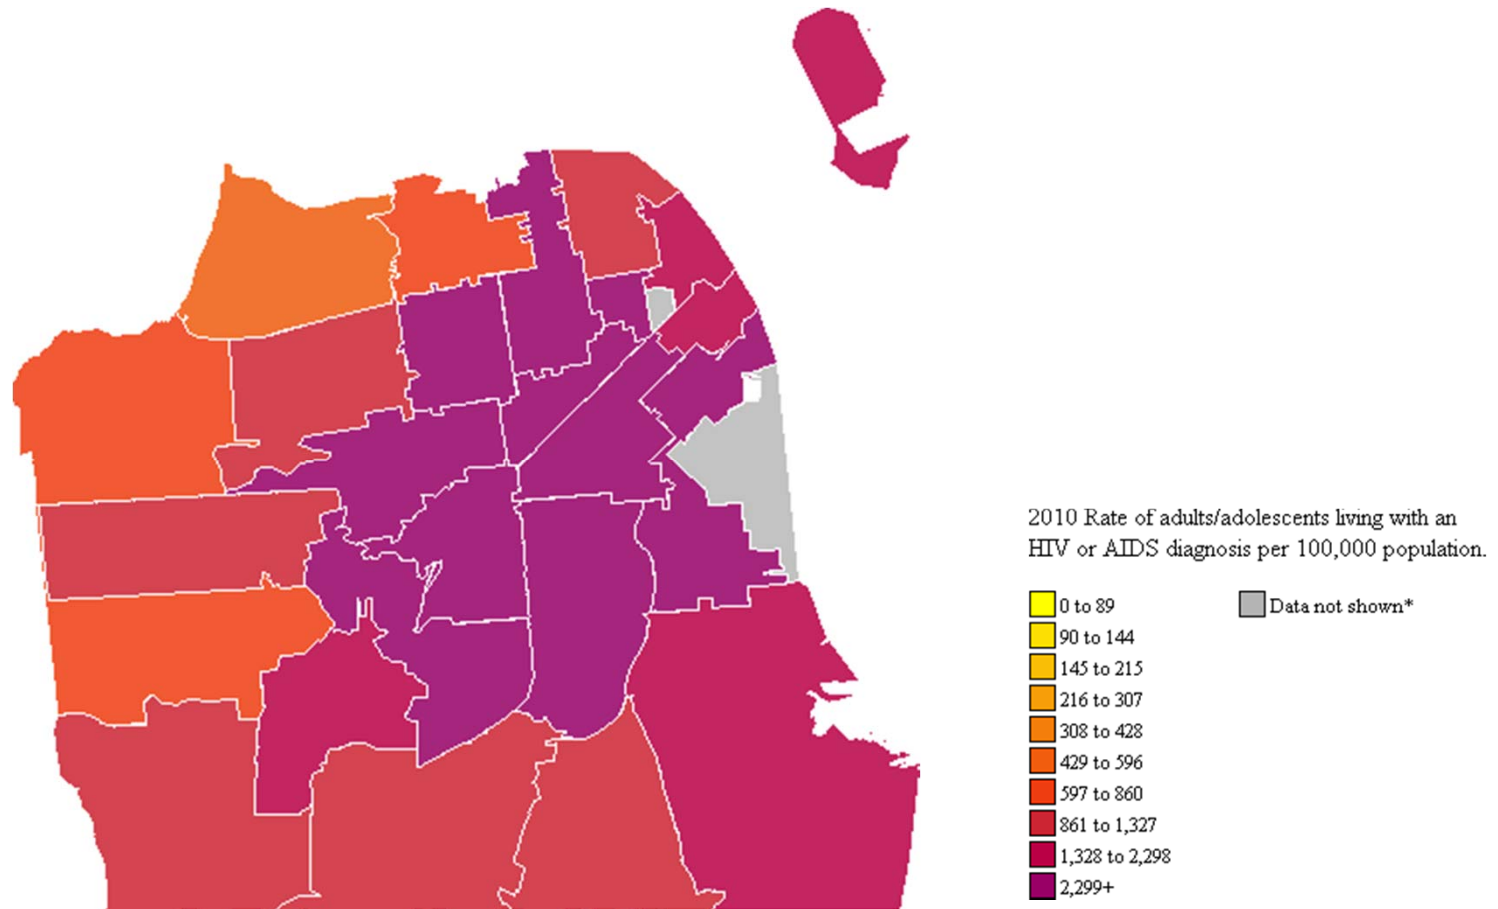 2010 Rate of adults/adolescents living with an
HIV or AIDS diagnosis per 100,000 population.
0 to 89
90 to 144
145 to 215
216 to 307
308 to 428
429 to 596
597 to 860
861 to 1,327
1,328 to 2,298
2,299+
Data not shown*